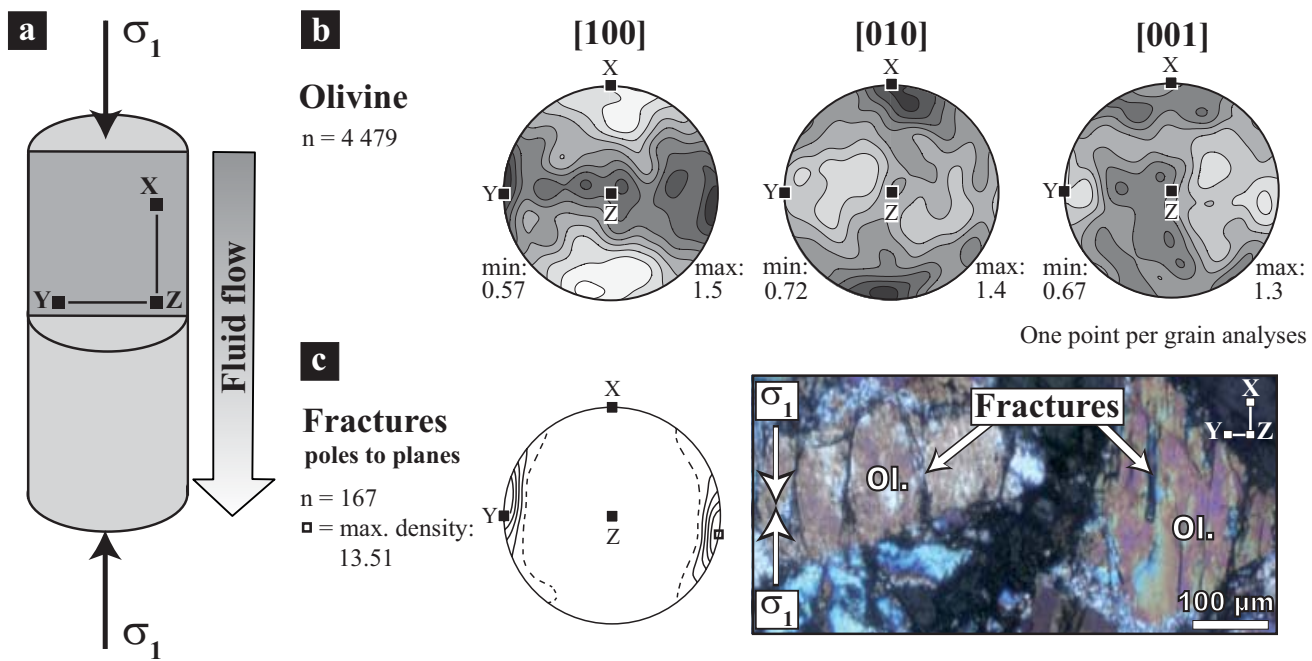 a
σ1
X
Y
Z
Fluid flow
σ1
b
Olivine
n = 4 479
[100]
X
Y
Z
min:
0.57
max:
1.5
[010]
X
Z
min:
0.72
max:
1.4
[001]
X
Y
Z
min:
0.67
max:
1.3
One point per grain analyses
c
Fractures
poles to planes
n = 167
= max. density:
13.51
X
Y
Z
σ1
σ1
Fractures
Ol.
Ol.
X
Y
Z
100 µm